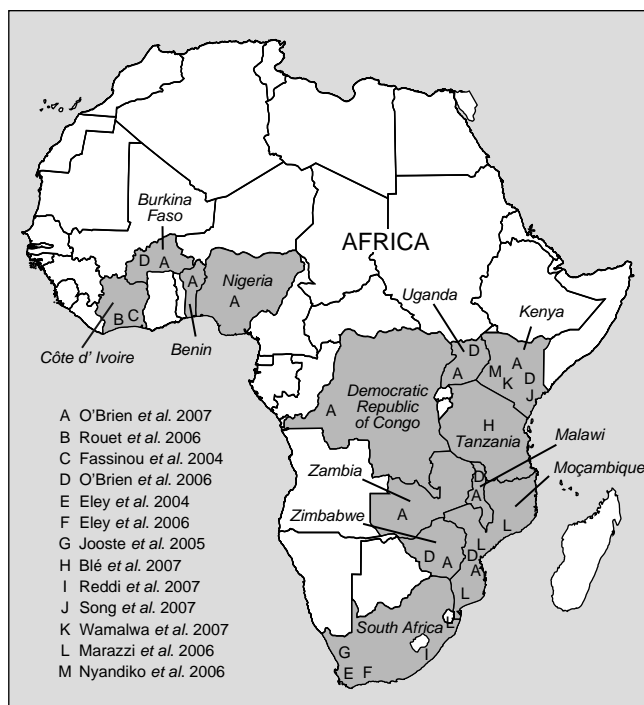 Burkina
Faso
D A
A
Nigeria
A
AFRICA
B C
Côte d' Ivoire
Benin
Uganda
D
A
Kenya
A
M
K
D
J
Democratic
Republic
of Congo
A
H
Tanzania
Malawi
Moçambique
D
A
Zambia
A
L
Zimbabwe
L
D A
D
A
L
South Africa
L
G
I
E F
A O'Brien et al. 2007
B Rouet et al. 2006
C Fassinou et al. 2004
D O'Brien et al. 2006
E Eley et al. 2004
F Eley et al. 2006
G Jooste et al. 2005
H Blé et al. 2007
I Reddi et al. 2007
J Song et al. 2007
K Wamalwa et al. 2007
L Marazzi et al. 2006
M Nyandiko et al. 2006